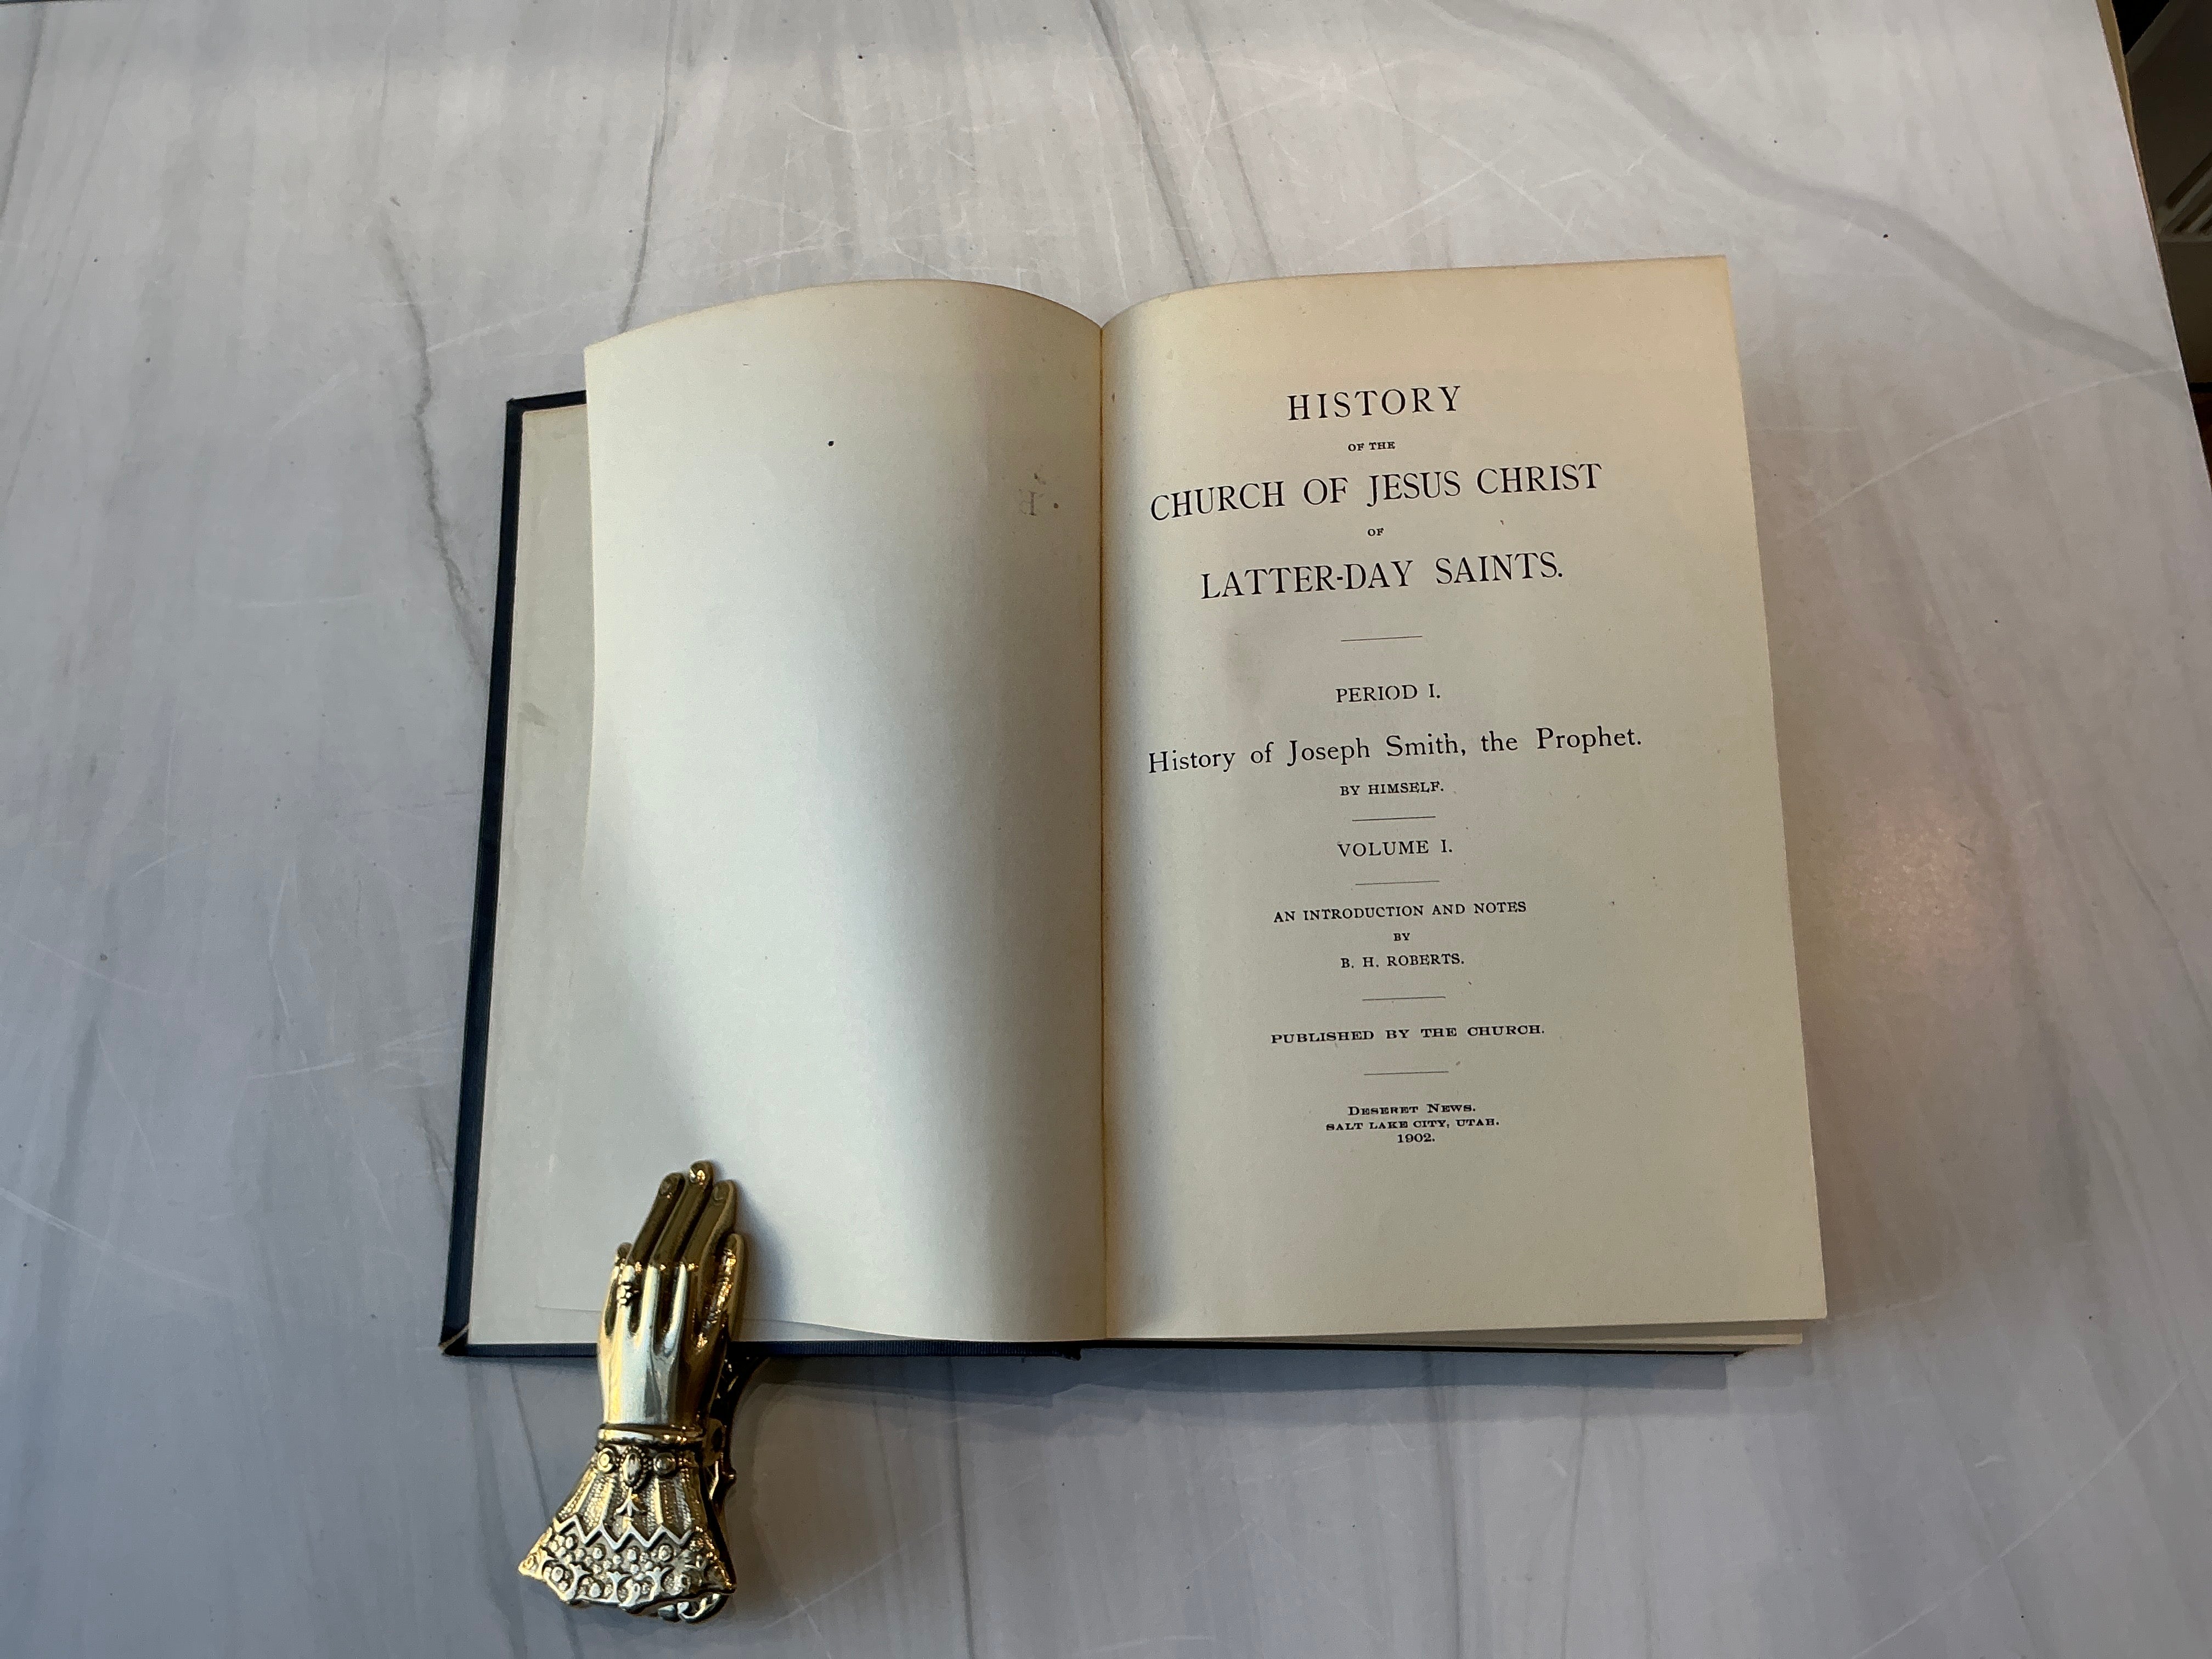 HISTORY
OF THE
CHURCH OF JESUS CHRIST
OF
LATTER-DAY SAINTS.
PERIOD I.
History of Joseph Smith, the Prophet.
BY HIMSELF.
VOLUME I.
AN INTRODUCTION AND NOTES
BY
B. H. ROBERTS.
PUBLISHED BY THE CHURCH.
DESERET NEWS.
SALT LAKE CITY, UTAH.
1902.